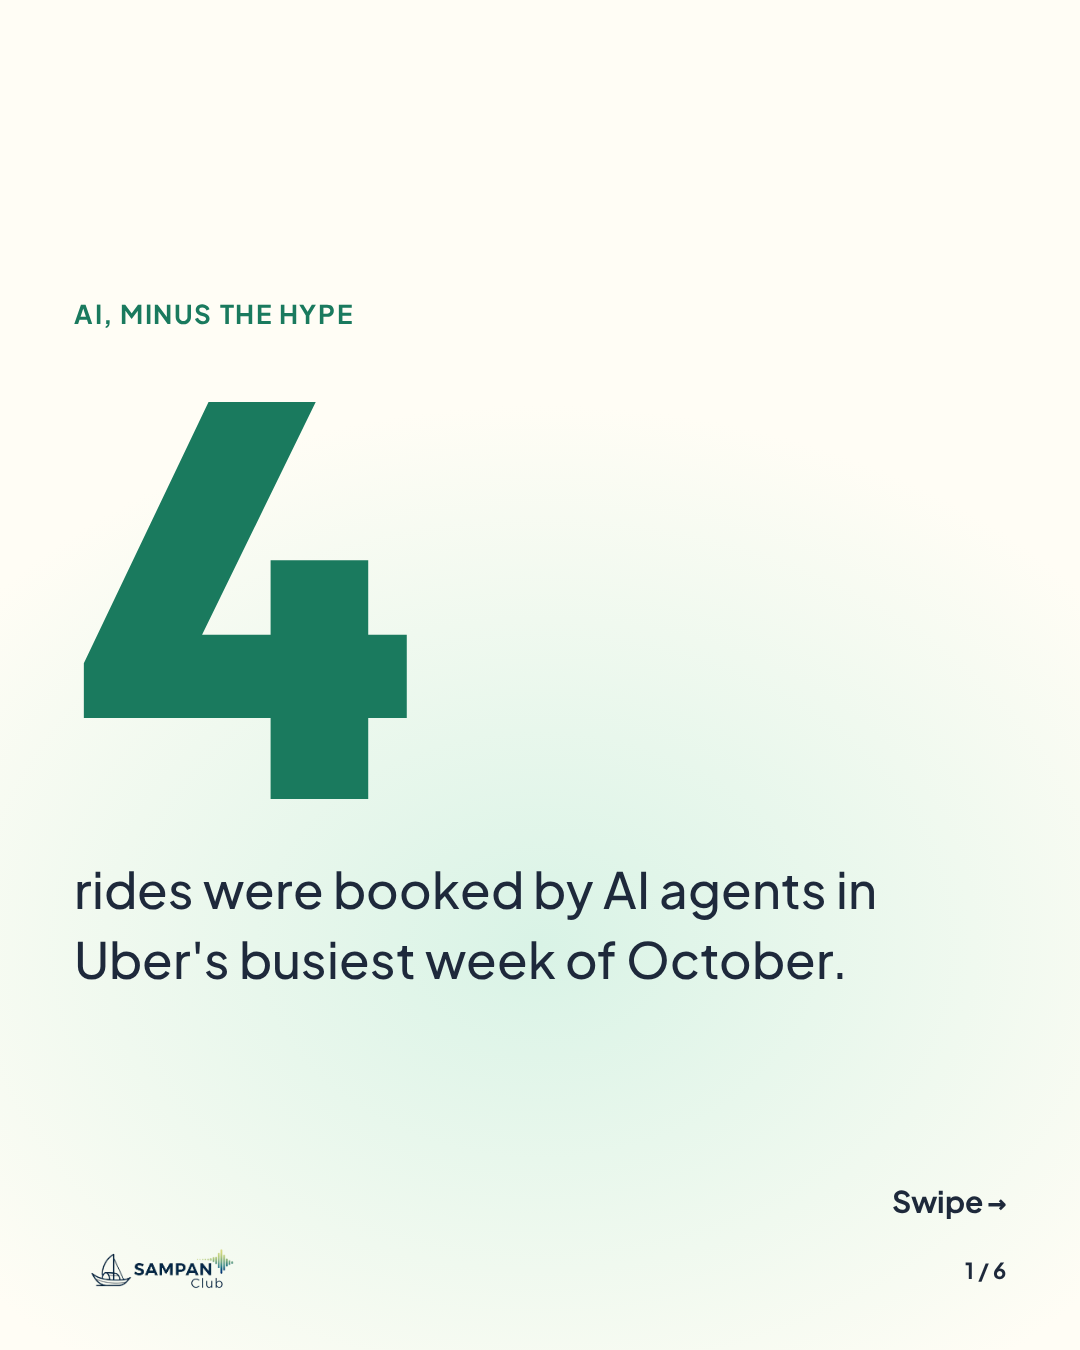 AI, MINUS THE HYPE
4
rides were booked by AI agents in
Uber's busiest week of October.
Swipe →
SAMPAN
Club
1 / 6